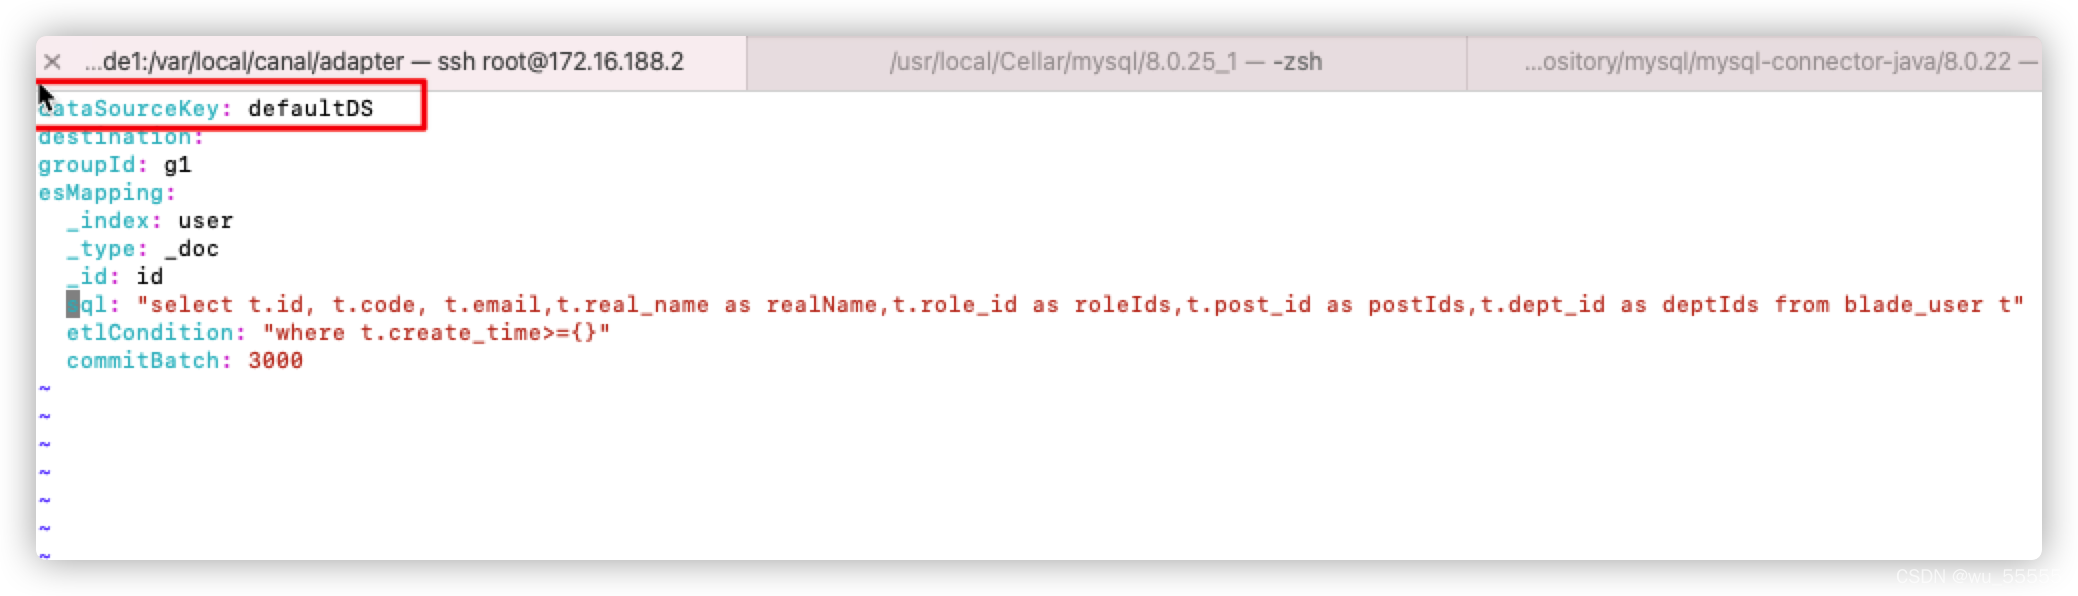 ...de1:/var/local/canal/adapter — ssh root@172.16.188.2
/usr/local/Cellar/mysql/8.0.25_1 — -zsh
...ository/mysql/mysql-connector-java/8.0.22 —
dataSourceKey: defaultDS
destination:
groupId: g1
esMapping:
  _index: user
  _type: _doc
  _id: id
  sql: "select t.id, t.code, t.email,t.real_name as realName,t.role_id as roleIds,t.post_id as postIds,t.dept_id as deptIds from blade_user t"
  etlCondition: "where t.create_time>={}"
  commitBatch: 3000
~
~
~
~
~
~
~
CSDN @wu_5555